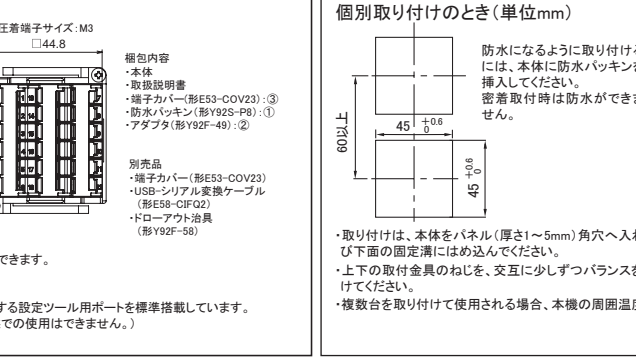 圧着端子サイズ：M3
□44.8
梱包内容
・本体
・取扱説明書
・端子カバー（形E53-COV23）：③
・防水パッキン（形Y92S-P8）：①
・アダプタ（形Y92F-49）：②
別売品
・端子カバー（形E53-COV23）
・USB-シリアル変換ケーブル
（形E58-CIFQ2）
・ドローアウト治具
（形Y92F-58）
できます。
する設定ツール用ポートを標準搭載しています。
での使用はできません。）
個別取り付けのとき（単位mm）
防水になるように取り付ける
には、本体に防水パッキンを
挿入してください。
密着取付時は防水ができま
せん。
60以上
45 +0.6 0
45 +0.6 0
・取り付けは、本体をパネル（厚さ1～5mm）角穴へ入れ
び下面の固定溝にはめ込んでください。
・上下の取付金具のねじを、交互に少しずつバランスを
けてください。
・複数台を取り付けて使用される場合、本機の周囲温度